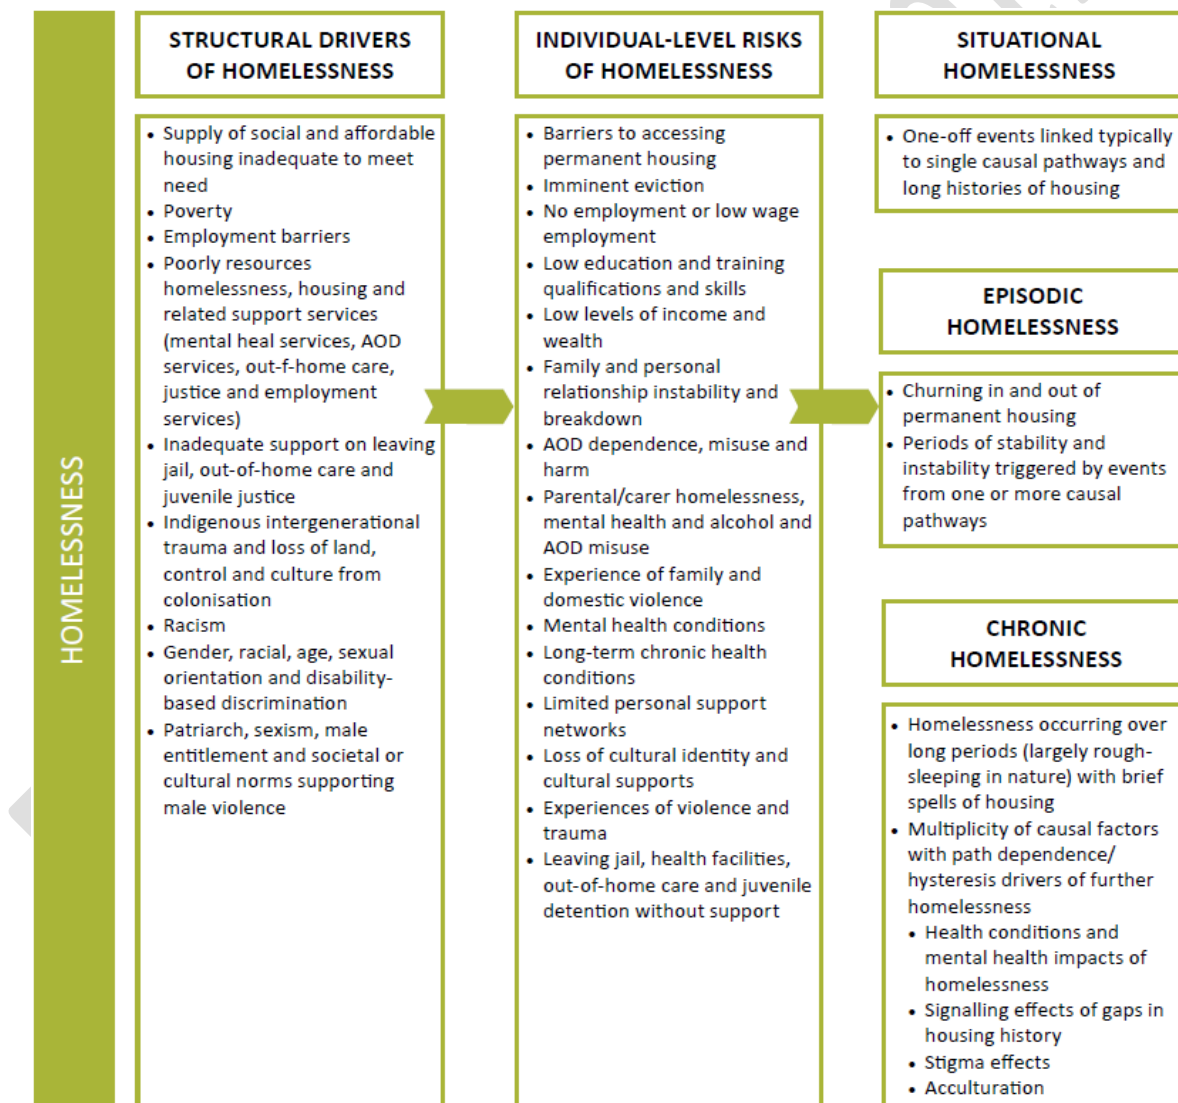 HOMELESSNESS
STRUCTURAL DRIVERS
OF HOMELESSNESS
• Supply of social and affordable
housing inadequate to meet
need
• Poverty
• Employment barriers
• Poorly resources
homelessness, housing and
related support services
(mental heal services, AOD
services, out-f-home care,
justice and employment
services)
• Inadequate support on leaving
jail, out-of-home care and
juvenile justice
• Indigenous intergenerational
trauma and loss of land,
control and culture from
colonisation
• Racism
• Gender, racial, age, sexual
orientation and disability-
based discrimination
• Patriarch, sexism, male
entitlement and societal or
cultural norms supporting
male violence
INDIVIDUAL-LEVEL RISKS
OF HOMELESSNESS
• Barriers to accessing
permanent housing
• Imminent eviction
• No employment or low wage
employment
• Low education and training
qualifications and skills
• Low levels of income and
wealth
• Family and personal
relationship instability and
breakdown
• AOD dependence, misuse and
harm
• Parental/carer homelessness,
mental health and alcohol and
AOD misuse
• Experience of family and
domestic violence
• Mental health conditions
• Long-term chronic health
conditions
• Limited personal support
networks
• Loss of cultural identity and
cultural supports
• Experiences of violence and
trauma
• Leaving jail, health facilities,
out-of-home care and juvenile
detention without support
SITUATIONAL
HOMELESSNESS
• One-off events linked typically
to single causal pathways and
long histories of housing
EPISODIC
HOMELESSNESS
• Churning in and out of
permanent housing
• Periods of stability and
instability triggered by events
from one or more causal
pathways
CHRONIC
HOMELESSNESS
• Homelessness occurring over
long periods (largely rough-
sleeping in nature) with brief
spells of housing
• Multiplicity of causal factors
with path dependence/
hysteresis drivers of further
homelessness
• Health conditions and
mental health impacts of
homelessness
• Signalling effects of gaps in
housing history
• Stigma effects
• Acculturation